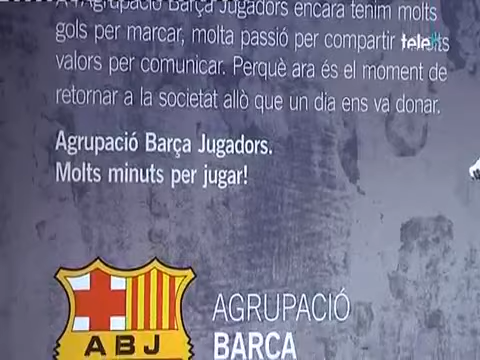 A l'Agrupació Barça Jugadors encara tenim molts
gols per marcar, molta passió per compartir
valors per comunicar. Perquè ara és el moment de
retornar a la societat allò que un dia ens va donar.
Agrupació Barça Jugadors.
Molts minuts per jugar!
ABJ
AGRUPACIÓ
BARÇA